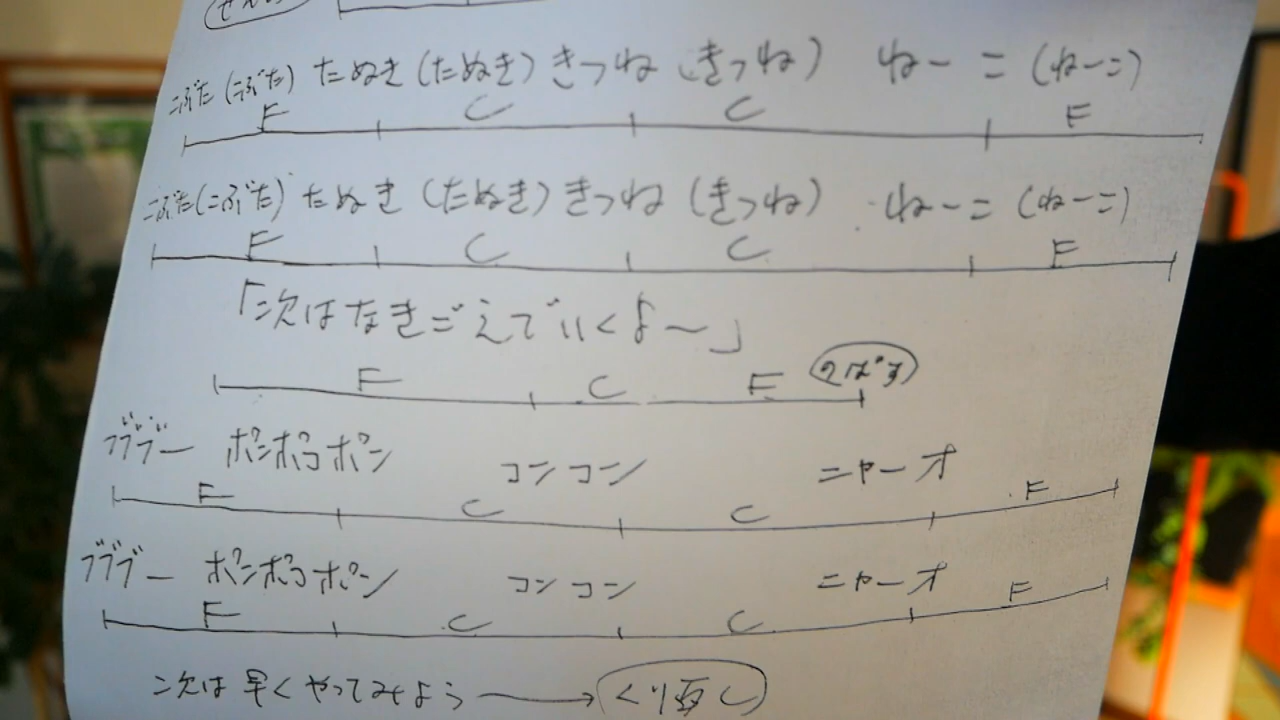 こぶた(こぶた) たぬき(たぬき) きつね(きつね) ねーこ(ねーこ)
F C C F
こぶた(こぶた) たぬき(たぬき) きつね(きつね) ねーこ(ねーこ)
F C C F
「次はなきごえでいくよ〜」
F C F のばす
ブブブー ポンポコポン コンコン ニャーオ
F C C F
ブブブー ポンポコポン コンコン ニャーオ
F C C F
次は早くやってみよう → くり返し